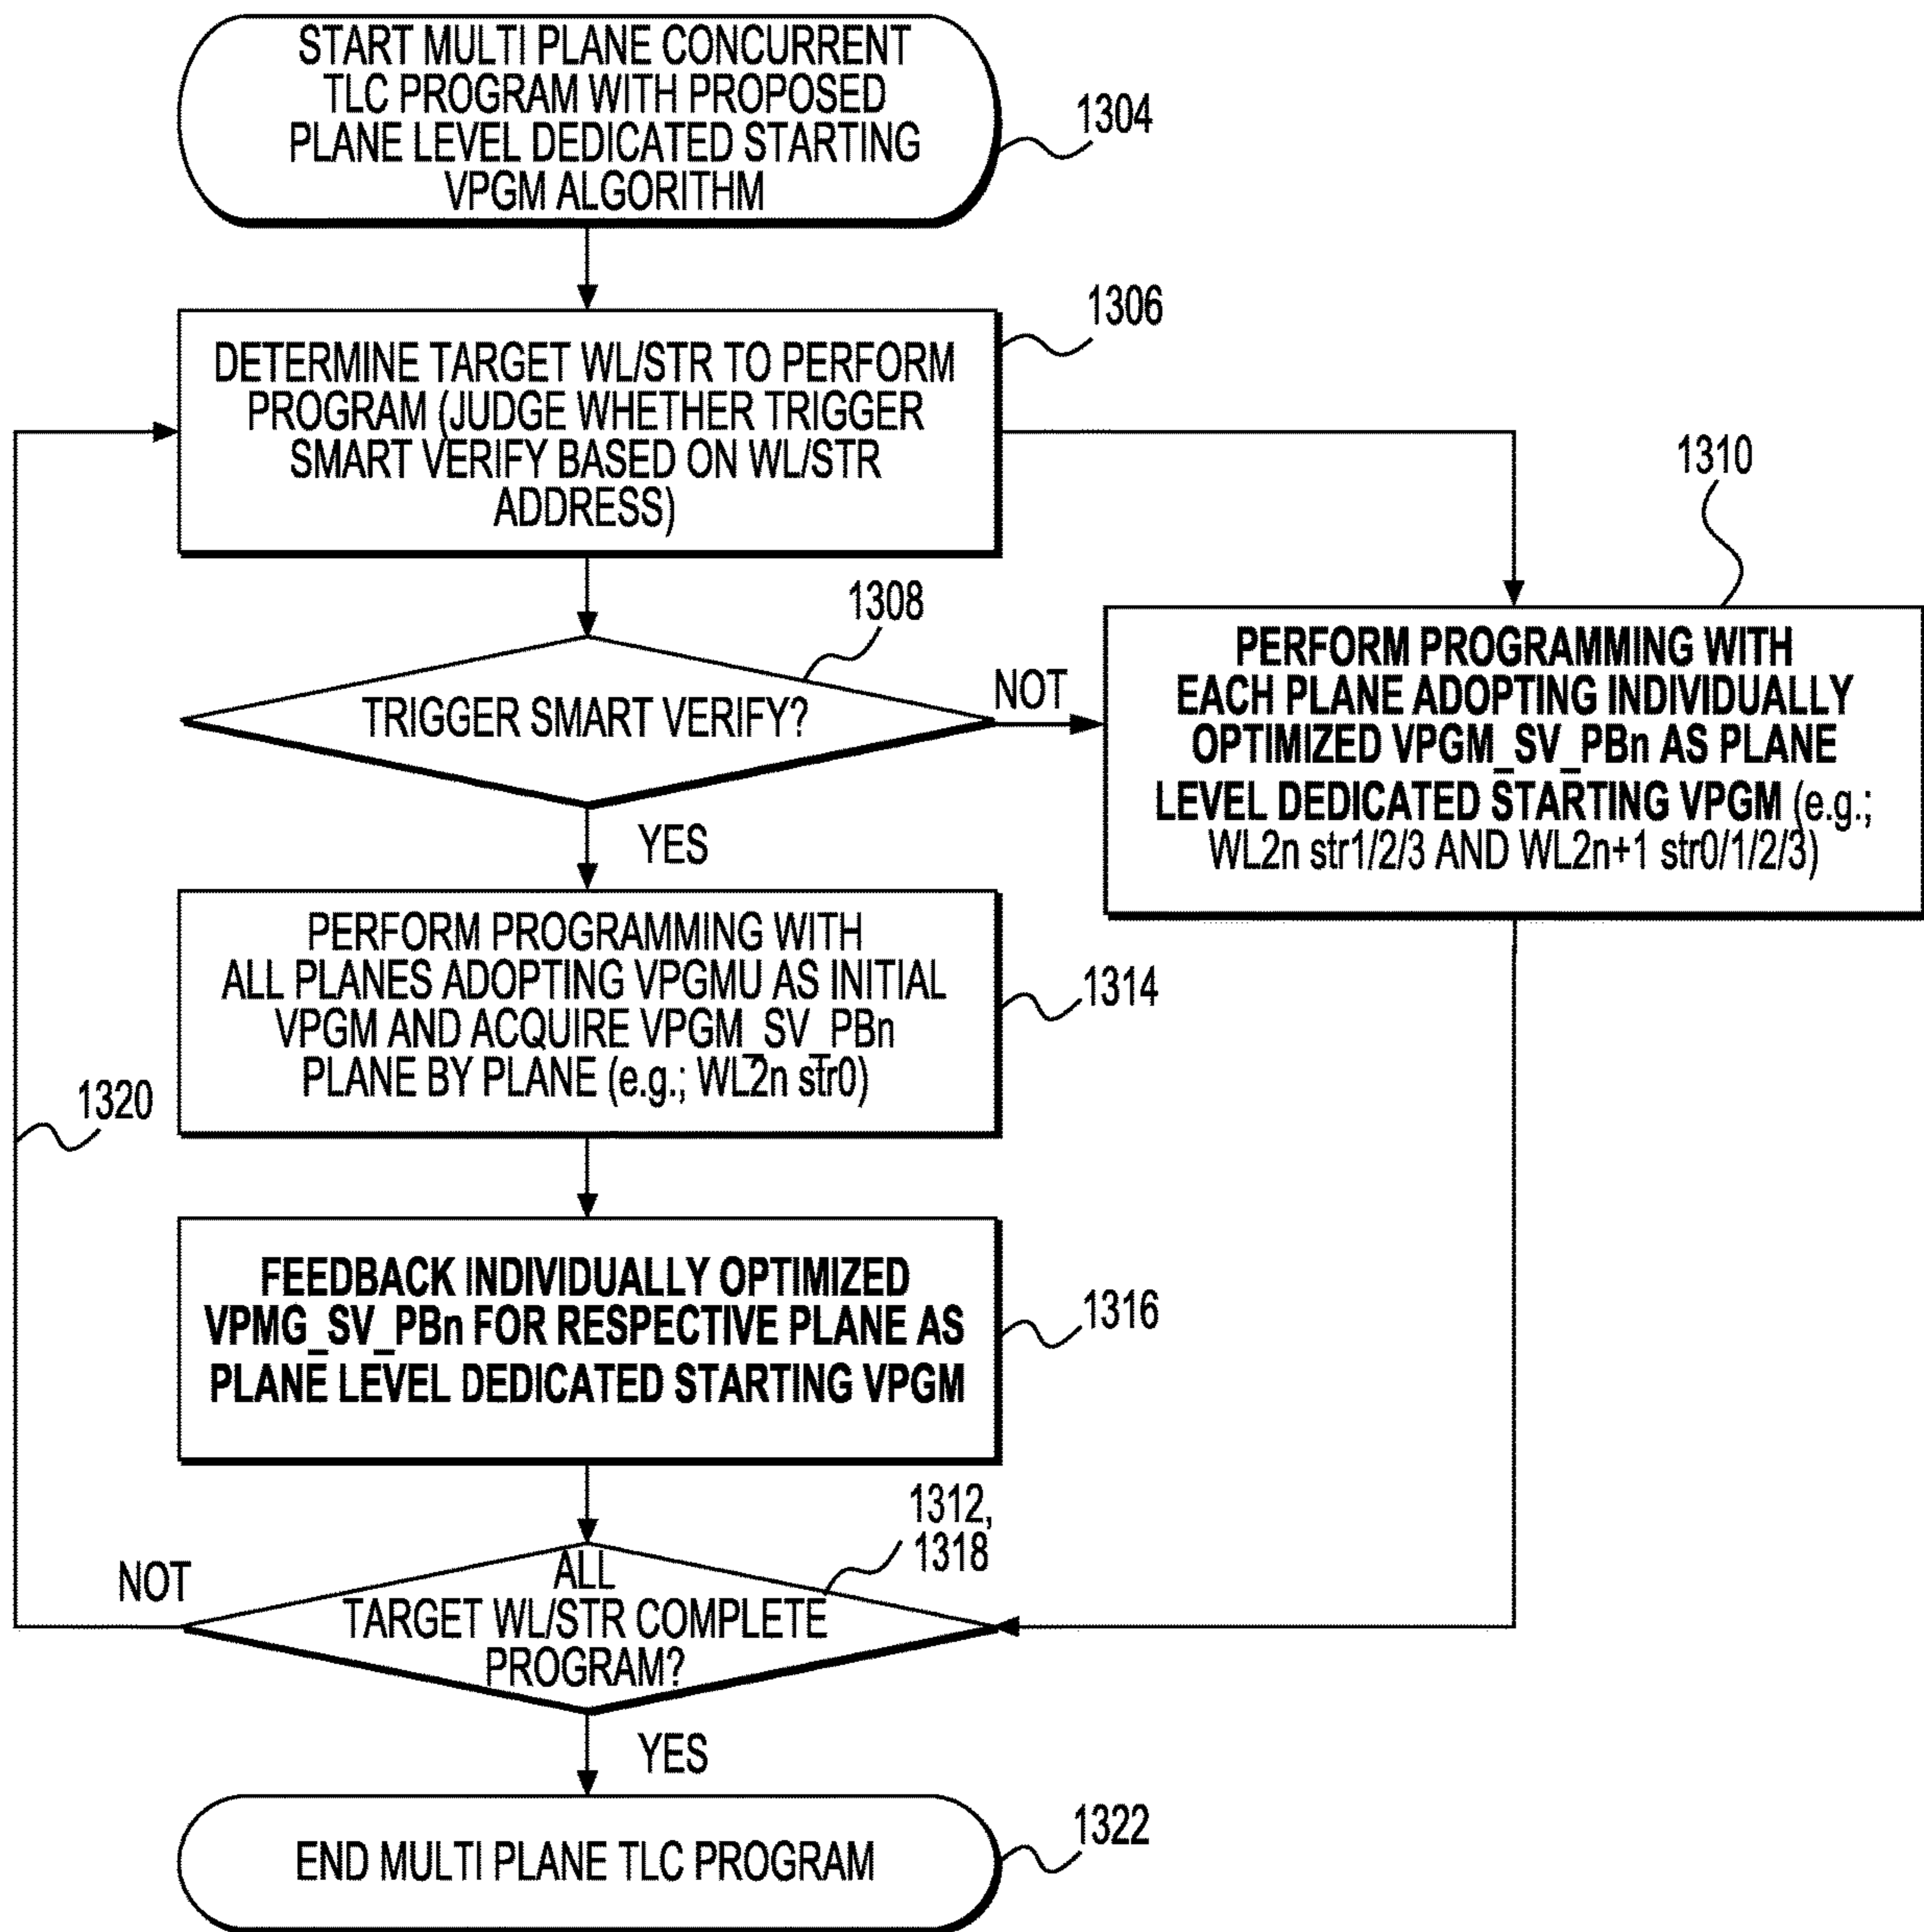 START MULTI PLANE CONCURRENT
TLC PROGRAM WITH PROPOSED
PLANE LEVEL DEDICATED STARTING
VPGM ALGORITHM
1304
1306
DETERMINE TARGET WL/STR TO PERFORM
PROGRAM (JUDGE WHETHER TRIGGER
SMART VERIFY BASED ON WL/STR
ADDRESS)
1308
TRIGGER SMART VERIFY?
NOT
YES
1310
PERFORM PROGRAMMING WITH
EACH PLANE ADOPTING INDIVIDUALLY
OPTIMIZED VPGM_SV_PBn AS PLANE
LEVEL DEDICATED STARTING VPGM (e.g.;
WL2n str1/2/3 AND WL2n+1 str0/1/2/3)
PERFORM PROGRAMMING WITH
ALL PLANES ADOPTING VPGMU AS INITIAL
VPGM AND ACQUIRE VPGM_SV_PBn
PLANE BY PLANE (e.g.; WL2n str0)
1314
1320
FEEDBACK INDIVIDUALLY OPTIMIZED
VPMG_SV_PBn FOR RESPECTIVE PLANE AS
PLANE LEVEL DEDICATED STARTING VPGM
1316
1312,
1318
NOT
ALL
TARGET WL/STR COMPLETE
PROGRAM?
YES
END MULTI PLANE TLC PROGRAM
1322